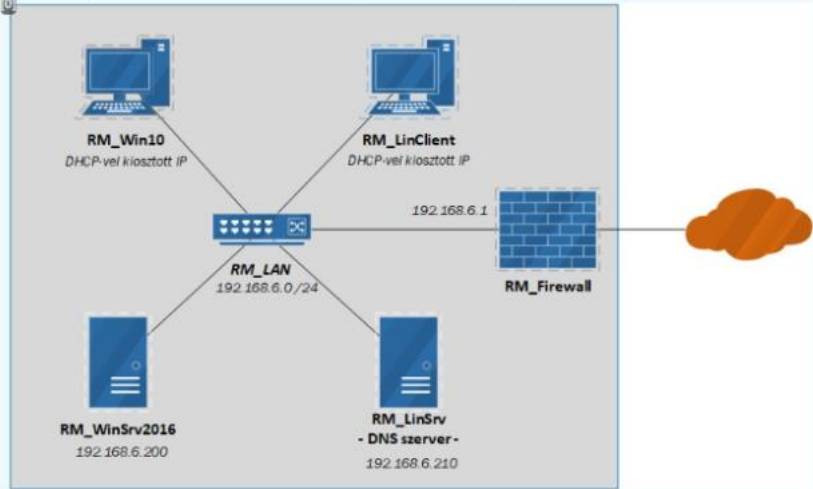 RM_Win10
DHCP-vel kiosztott IP
RM_LinClient
DHCP-vel kiosztott IP
192.168.6.1
RM_LAN
192.168.6.0/24
RM_Firewall
RM_WinSrv2016
192.168.6.200
RM_LinSrv
- DNS szerver -
192.168.6.210